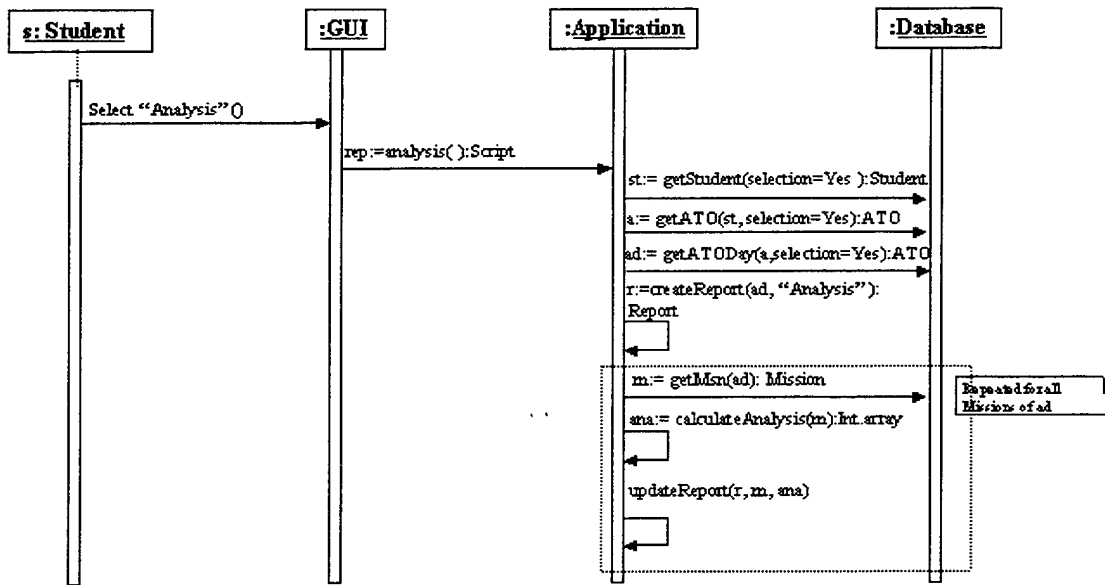 s: Student
:GUI
:Application
:Database
Select “Analysis”()
rep:=analysis( ):Script
st:= getStudent(selection=Yes ):Student
a:= getATO(st,selection=Yes):ATO
ad:= getATODay(a,selection=Yes):ATO
r:=createReport(ad, “Analysis”):
Report
m:= getMsn(ad): Mission
Repeated for all
Missions of ad
ana:= calculateAnalysis(m):Int.array
updateReport(r, m, ana)